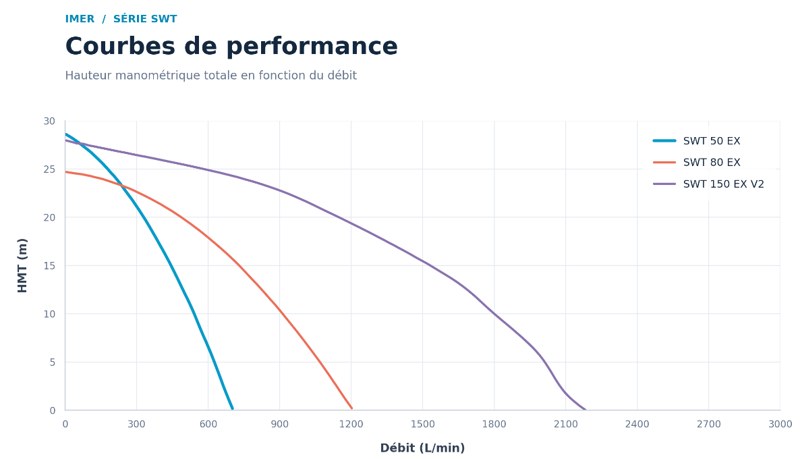 IMER / SÉRIE SWT
Courbes de performance
Hauteur manométrique totale en fonction du débit
30
25
20
15
10
5
0
HMT (m)
SWT 50 EX
SWT 80 EX
SWT 150 EX V2
0 300 600 900 1200 1500 1800 2100 2400 2700 3000
Débit (L/min)